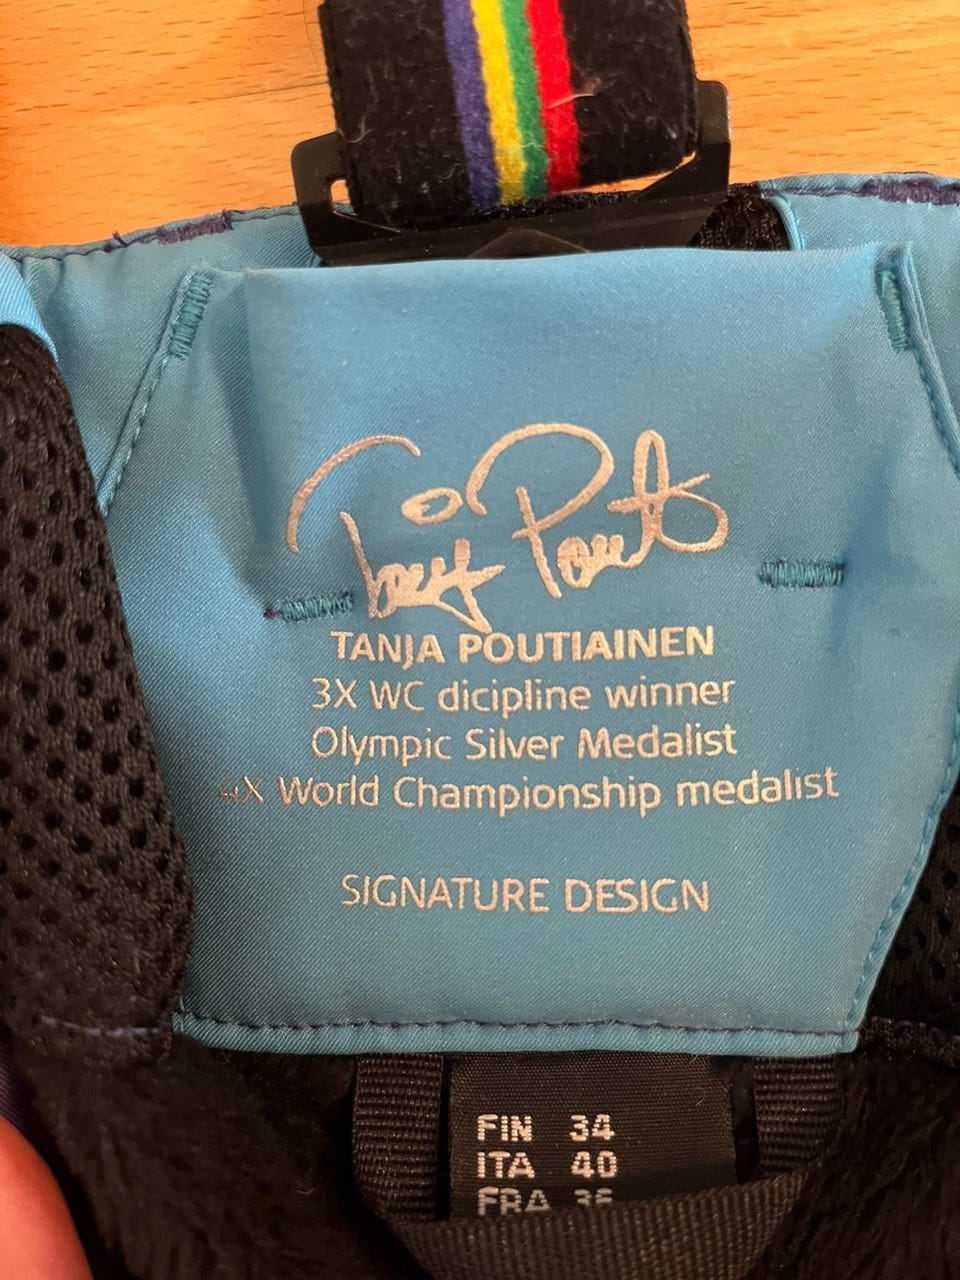 TANJA POUTIAINEN
3X WC dicipline winner
Olympic Silver Medalist
4X World Championship medalist
SIGNATURE DESIGN
FIN 34
ITA 40
FRA